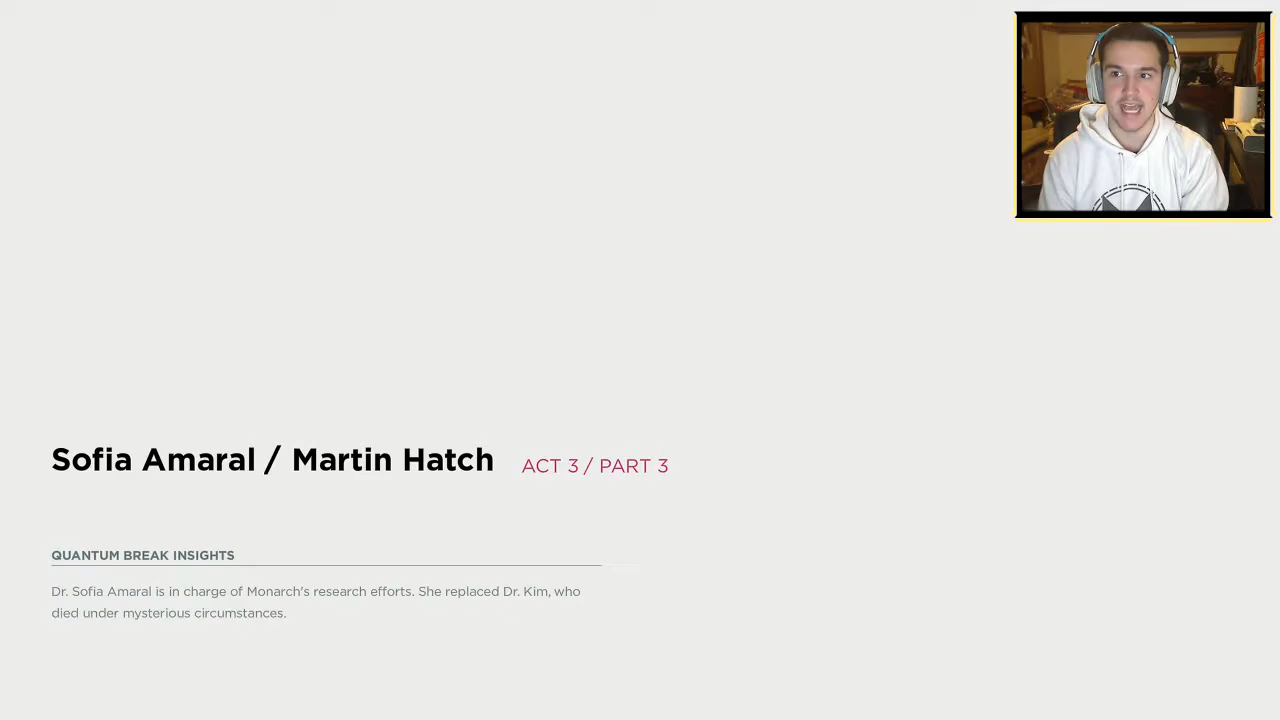 Sofia Amaral / Martin Hatch ACT 3 / PART 3
QUANTUM BREAK INSIGHTS
Dr. Sofia Amaral is in charge of Monarch's research efforts. She replaced Dr. Kim, who
died under mysterious circumstances.